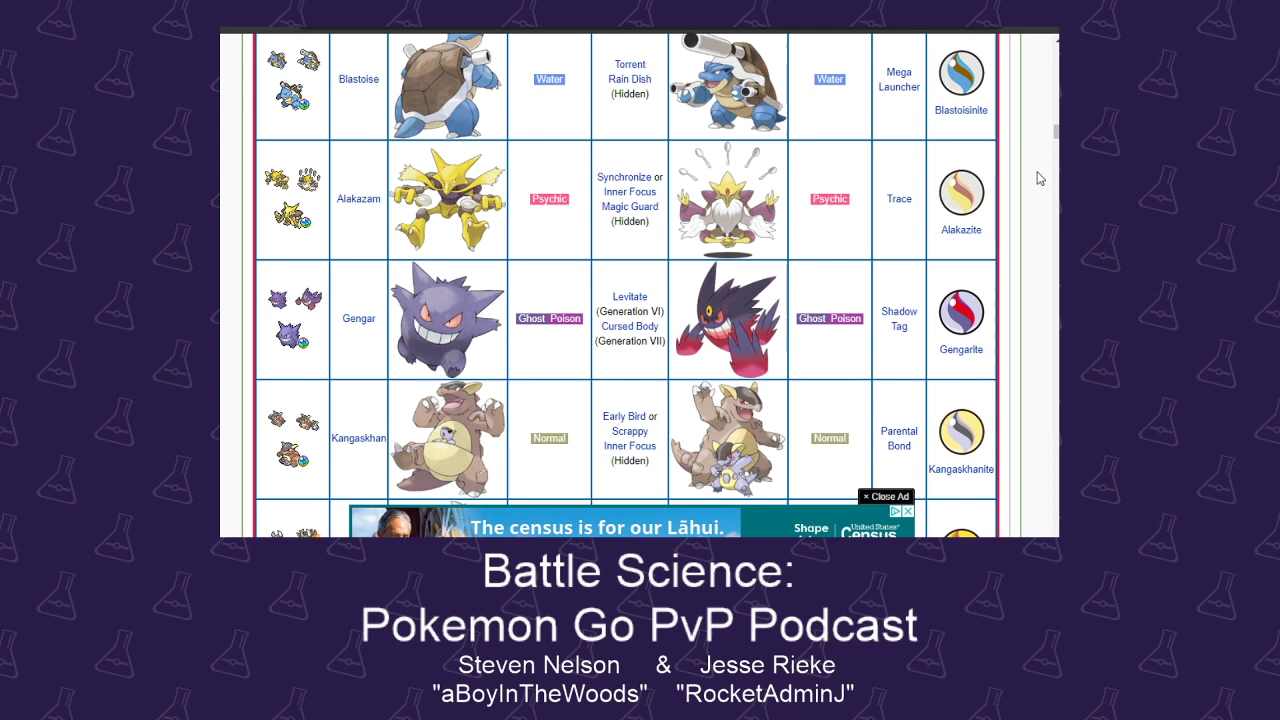 Blastoise
Water
Torrent
Rain Dish
(Hidden)
Water
Mega
Launcher
Blastoisinite
Alakazam
Psychic
Synchronize or
Inner Focus
Magic Guard
(Hidden)
Psychic
Trace
Alakazite
Gengar
Ghost Poison
Levitate
(Generation VI)
Cursed Body
(Generation VII)
Ghost Poison
Shadow
Tag
Gengarite
Kangaskhan
Normal
Early Bird or
Scrappy
Inner Focus
(Hidden)
Normal
Parental
Bond
Kangaskhanite
× Close Ad
The census is for our Lāhui.
Shape
United States®
Census
Battle Science:
Pokemon Go PvP Podcast
Steven Nelson & Jesse Rieke
"aBoyInTheWoods" "RocketAdminJ"